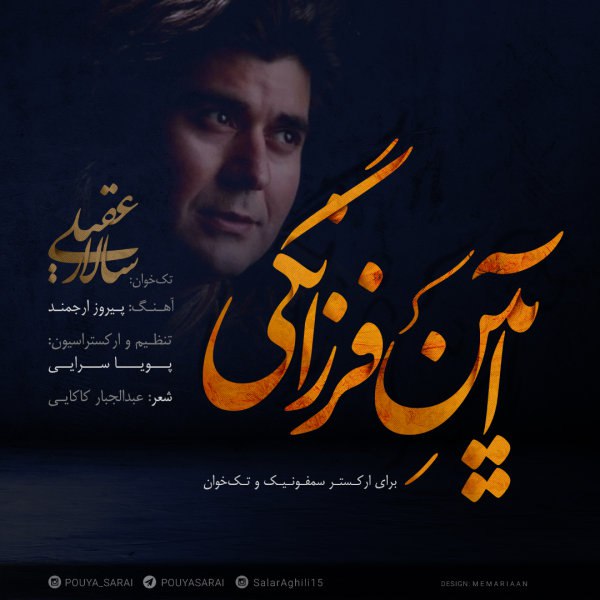 آیینِ فرزانگی
برای ارکستر سمفونیک و تک‌خوان
سالار عقیلی
تک‌خوان:
آهنگ: پیروز ارجمند
تنظیم و ارکستراسیون:
پویا سرایی
شعر: عبدالجبار کاکایی
POUYA_SARAI POUYASARAI SalarAghili15
DESIGN: MEMARIAAN